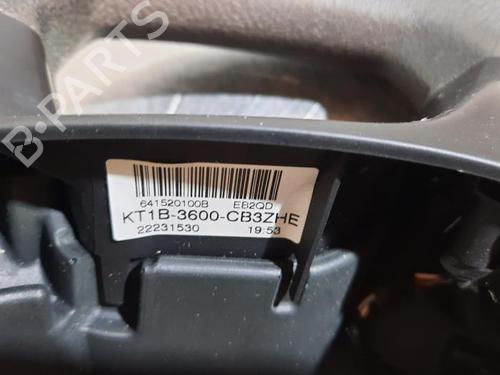 B-PARTS
641520100B EB2QD
KT1B-3600-CB3ZHE
22231530 19:53